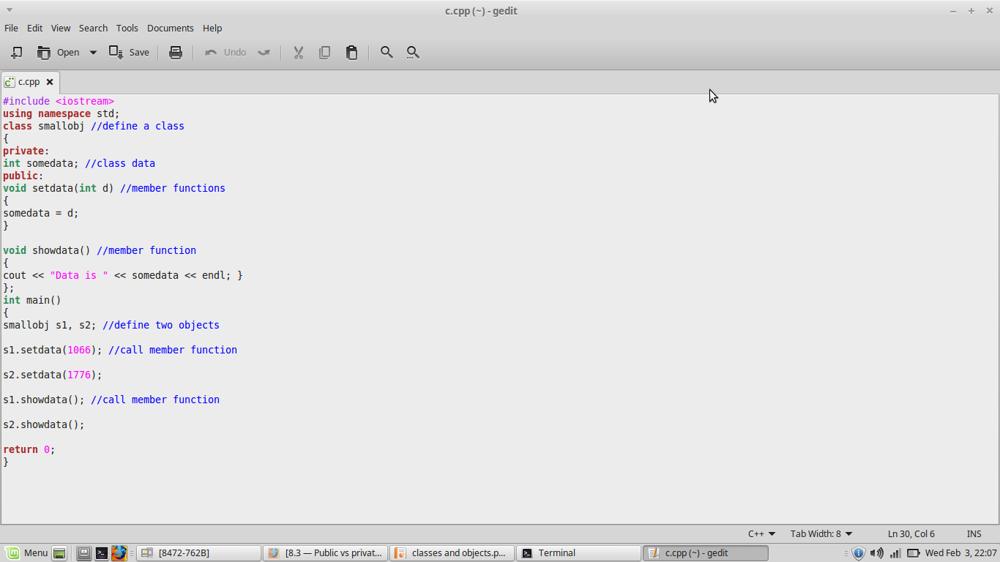 c.cpp (~) - gedit
File Edit View Search Tools Documents Help
Open Save Undo
c.cpp
#include <iostream>
using namespace std;
class smallobj //define a class
{
private:
int somedata; //class data
public:
void setdata(int d) //member functions
{
somedata = d;
}
void showdata() //member function
{
cout << "Data is " << somedata << endl; }
};
int main()
{
smallobj s1, s2; //define two objects
s1.setdata(1066); //call member function
s2.setdata(1776);
s1.showdata(); //call member function
s2.showdata();
return 0;
}
C++ Tab Width: 8 Ln 30, Col 6 INS
Menu [8472-762B] [8.3 — Public vs privat... classes and objects.p... Terminal c.cpp (~) - gedit Wed Feb 3, 22:07